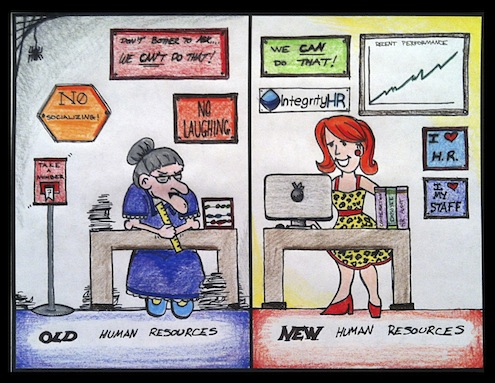 DON'T BOTHER TO ASK...
WE CAN'T DO THAT!
NO
SOCIALIZING!
NO
LAUGHING
TAKE
A
NUMBER
OLD HUMAN RESOURCES
WE CAN
DO THAT!
RECENT PERFORMANCE
IntegrityHR
I
H.R.
I
MY
STAFF
NEW HUMAN RESOURCES